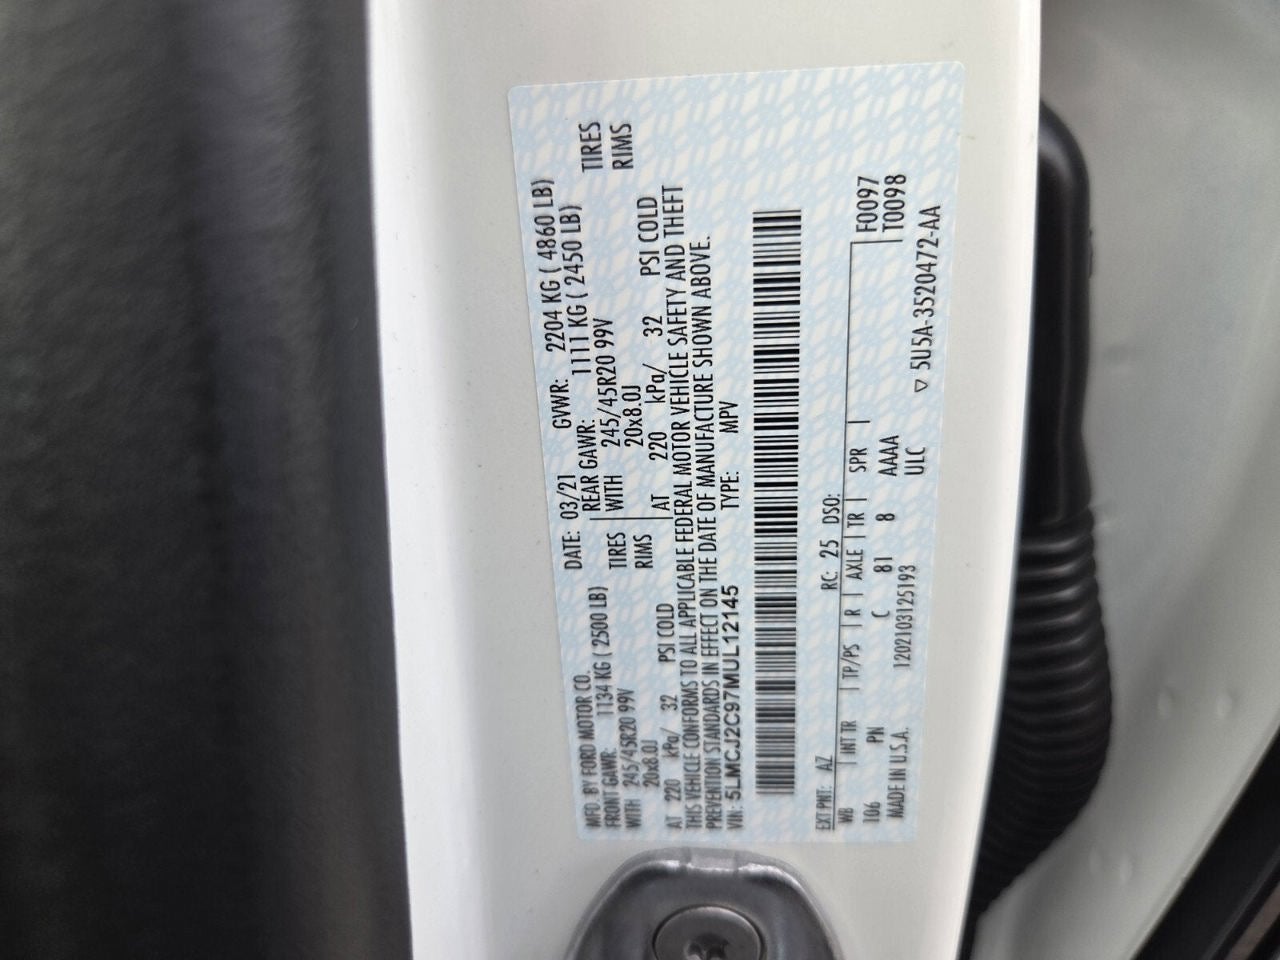 MFD. BY FORD MOTOR CO.
DATE: 03/21 GVWR: 2204 KG ( 4860 LB)
FRONT GAWR: 1134 KG ( 2500 LB)
REAR GAWR: 1111 KG ( 2450 LB)
WITH 245/45R20 99V TIRES
WITH 245/45R20 99V TIRES
20x8.0J RIMS
20x8.0J RIMS
AT 220 kPa/ 32 PSI COLD
AT 220 kPa/ 32 PSI COLD
THIS VEHICLE CONFORMS TO ALL APPLICABLE FEDERAL MOTOR VEHICLE SAFETY AND THEFT
PREVENTION STANDARDS IN EFFECT ON THE DATE OF MANUFACTURE SHOWN ABOVE.
VIN: 5LMCJ2C97MUL12145 TYPE: MPV
EXT PNT: AZ RC: 25 DSO: F0097
WB INT TR TP/PS R AXLE TR SPR T0098
106 PN C 81 8 AAAA
MADE IN U.S.A. 1202103125193 ULC
▽ 5U5A-3520472-AA